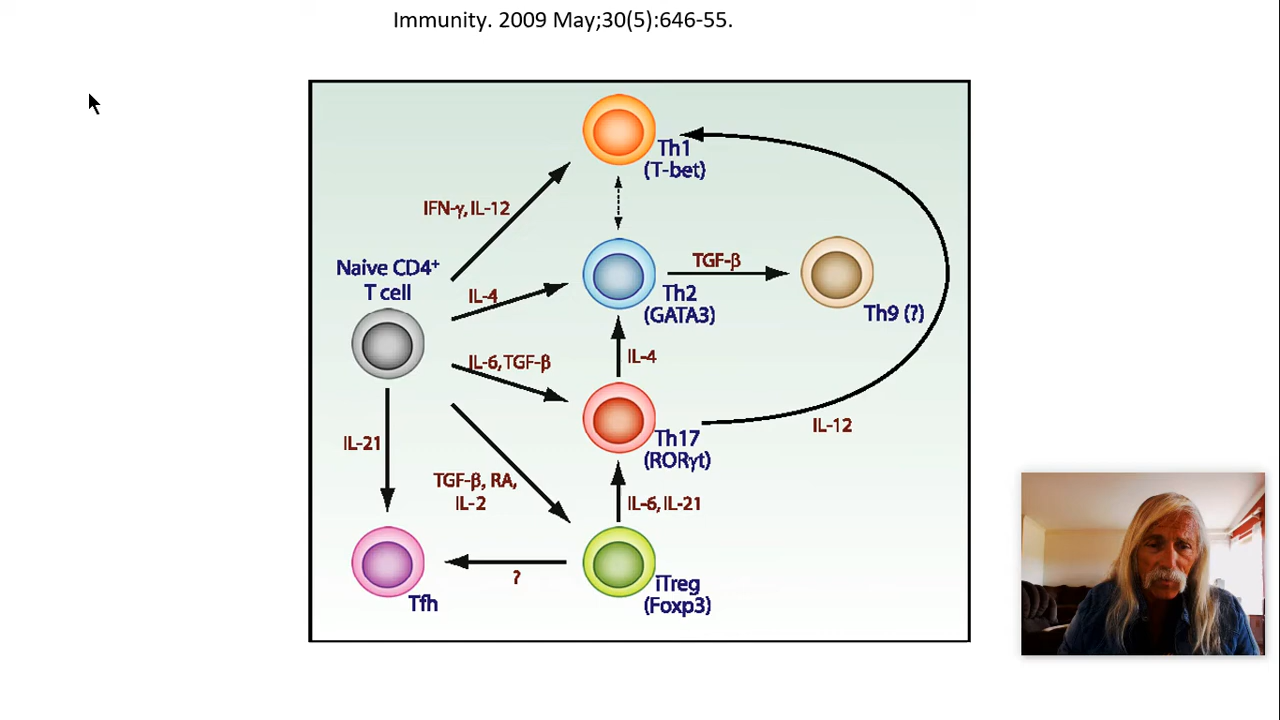 Immunity. 2009 May;30(5):646-55.
Th1
(T-bet)
IFN-γ, IL-12
Naive CD4⁺
T cell
IL-4
TGF-β
Th2
(GATA3)
Th9 (?)
IL-6, TGF-β
IL-4
IL-12
Th17
(RORγt)
IL-21
TGF-β, RA,
IL-2
IL-6, IL-21
?
Tfh
iTreg
(Foxp3)